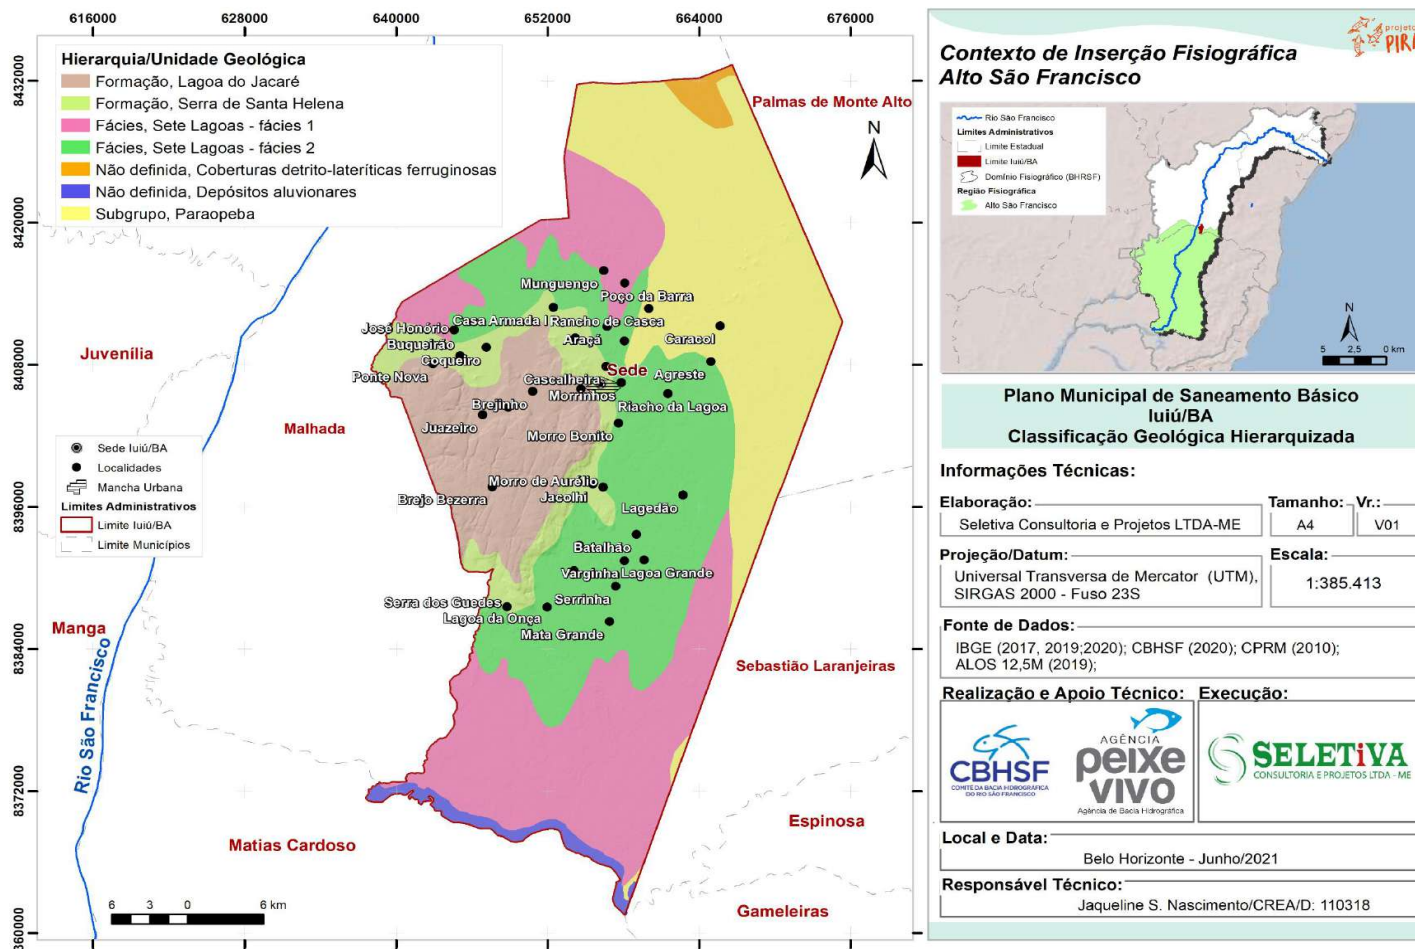 616000
628000
640000
652000
664000
676000
8432000
8420000
8408000
8396000
8384000
8372000
Hierarquia/Unidade Geológica
Formação, Lagoa do Jacaré
Formação, Serra de Santa Helena
Fácies, Sete Lagoas - fácies 1
Fácies, Sete Lagoas - fácies 2
Não definida, Coberturas detrito-lateríticas ferruginosas
Não definida, Depósitos aluvionares
Subgrupo, Paraopeba
Palmas de Monte Alto
N
Munguengo
Poço da Barra
Casa Armada I
Rancho de Casca
José Honório
Buqueirão
Araçá
Caracol
Coqueiro
Juvenília
Ponte Nova
Cascalheira
Sede
Agreste
Morrinhos
Brejinho
Riacho da Lagoa
Juazeiro
Malhada
Morro Bonito
Sede Iuiú/BA
Localidades
Mancha Urbana
Limites Administrativos
Limite Iuiú/BA
Limite Municípios
Morro de Aurélio
Brejo Bezerra
Jacolhi
Lagedão
Batalhão
Varginha
Lagoa Grande
Serra dos Guedes
Serrinha
Lagoa da Onça
Mata Grande
Manga
Sebastião Laranjeiras
Rio São Francisco
Espinosa
Matias Cardoso
Gameleiras
6 3 0 6 km
Contexto de Inserção Fisiográfica
Alto São Francisco
Rio São Francisco
Limites Administrativos
Limite Estadual
Limite Iuiú/BA
Domínio Fisiográfico (BHRSF)
Região Fisiográfica
Alto São Francisco
N
5 2,5 0 km
Plano Municipal de Saneamento Básico
Iuiú/BA
Classificação Geológica Hierarquizada
Informações Técnicas:
Elaboração:
Seletiva Consultoria e Projetos LTDA-ME
Tamanho:
A4
Vr.:
V01
Projeção/Datum:
Universal Transversa de Mercator (UTM),
SIRGAS 2000 - Fuso 23S
Escala:
1:385.413
Fonte de Dados:
IBGE (2017, 2019;2020); CBHSF (2020); CPRM (2010);
ALOS 12,5M (2019);
Realização e Apoio Técnico:
CBHSF
COMITÊ DA BACIA HIDROGRÁFICA
DO RIO SÃO FRANCISCO
AGÊNCIA
peixe
vivo
Agência de Bacia Hidrográfica
Execução:
SELETiVA
CONSULTORIA E PROJETOS LTDA - ME
Local e Data:
Belo Horizonte - Junho/2021
Responsável Técnico:
Jaqueline S. Nascimento/CREA/D: 110318